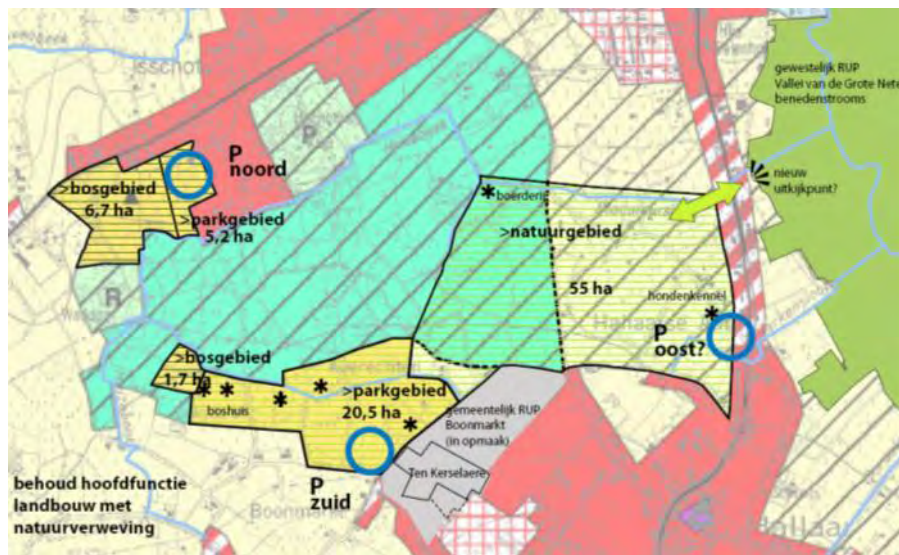 Isschot
gewestelijk RUP
Vallei van de Grote Nete
benedenstrooms
P
noord
>bosgebied
6,7 ha
>parkgebied
5,2 ha
nieuw
uitkijkpunt?
boerderij
>natuurgebied
55 ha
hondenkennel
P
oost?
R
>bosgebied
1,7 ha
boshuis
>parkgebied
20,5 ha
gemeentelijk RUP
Boonmarkt
(in opmaak)
Ten Kerselaere
P
zuid
Boonmarkt
behoud hoofdfunctie
landbouw met
natuurverweving